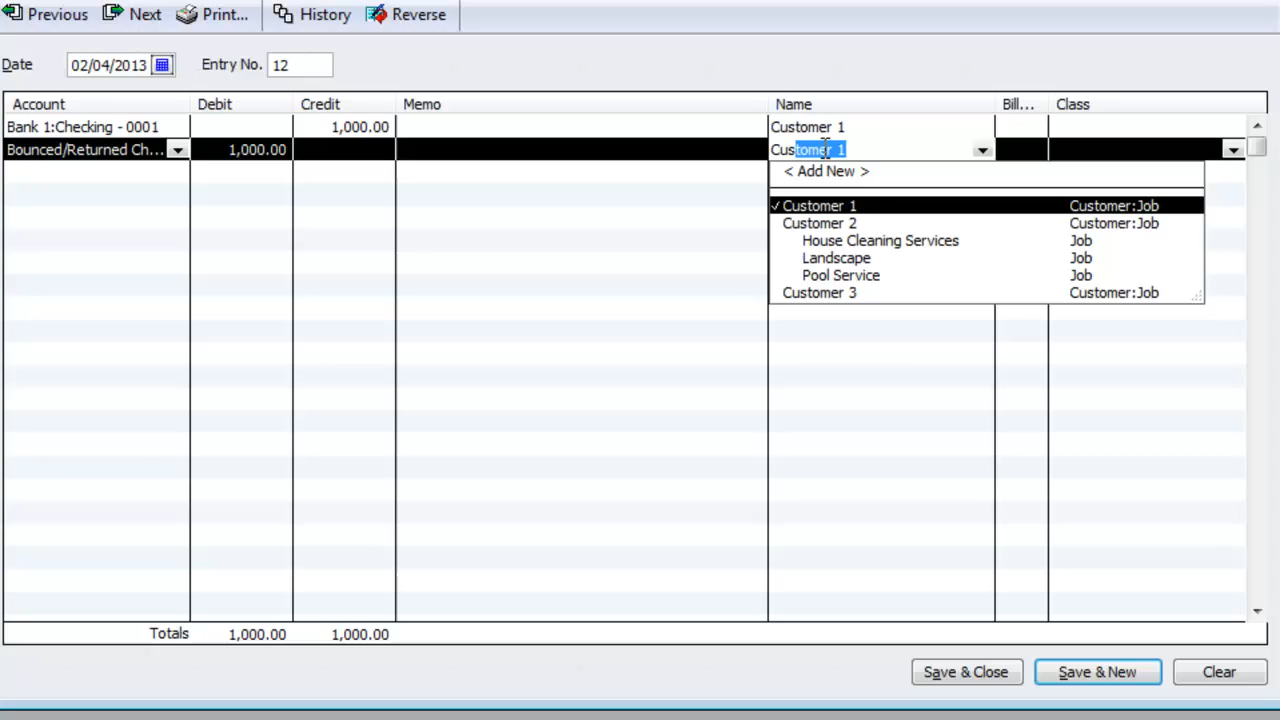 Previous Next Print... History Reverse
Date 02/04/2013 Entry No. 12
Account Debit Credit Memo Name Bill... Class
Bank 1:Checking - 0001 1,000.00 Customer 1
Bounced/Returned Ch... 1,000.00 Customer 1
< Add New >
✓ Customer 1 Customer:Job
Customer 2 Customer:Job
House Cleaning Services Job
Landscape Job
Pool Service Job
Customer 3 Customer:Job
Totals 1,000.00 1,000.00
Save & Close Save & New Clear